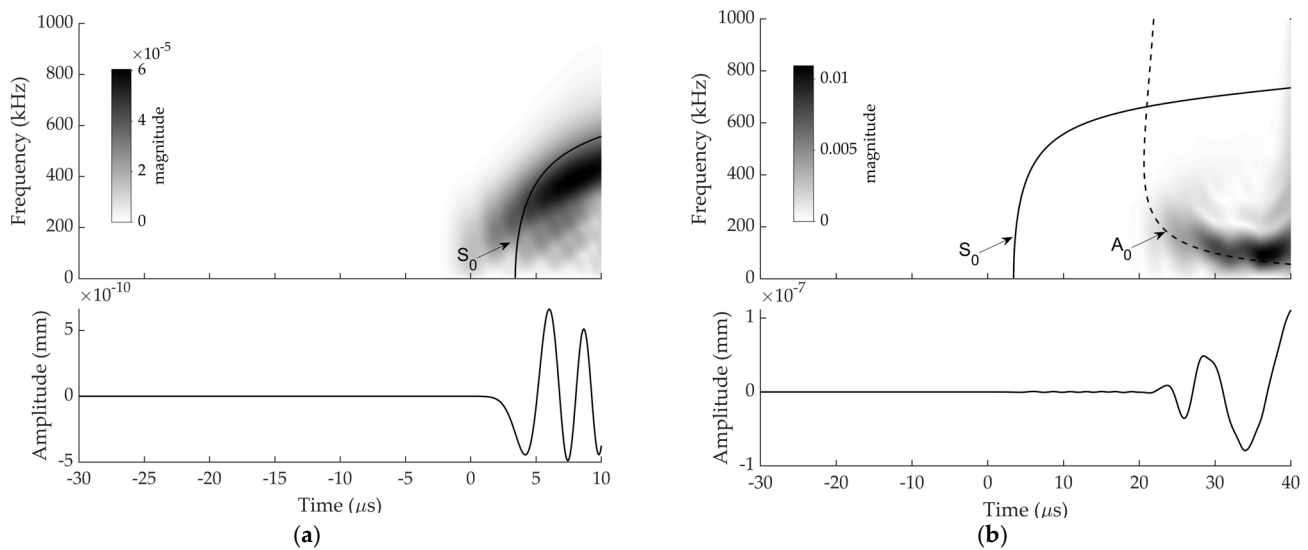 1000
800
600
400
200
0
Frequency (kHz)
×10⁻⁵
6
4
2
0
magnitude
S₀
×10⁻¹⁰
5
0
-5
Amplitude (mm)
-30 -25 -20 -15 -10 -5 0 5 10
Time (μs)
(a)
1000
800
600
400
200
0
Frequency (kHz)
0.01
0.005
0
magnitude
S₀
A₀
×10⁻⁷
1
0
-1
Amplitude (mm)
-30 -20 -10 0 10 20 30 40
Time (μs)
(b)